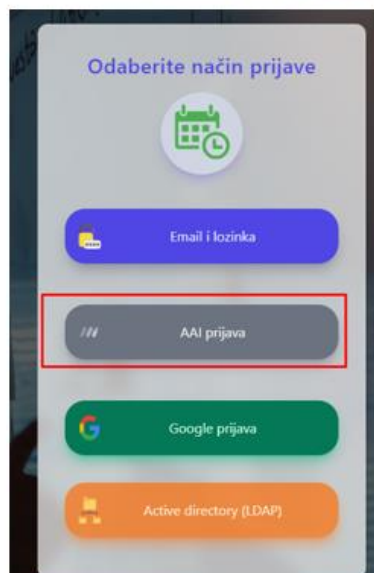 Odaberite način prijave
Email i lozinka
AAI prijava
Google prijava
Active directory (LDAP)